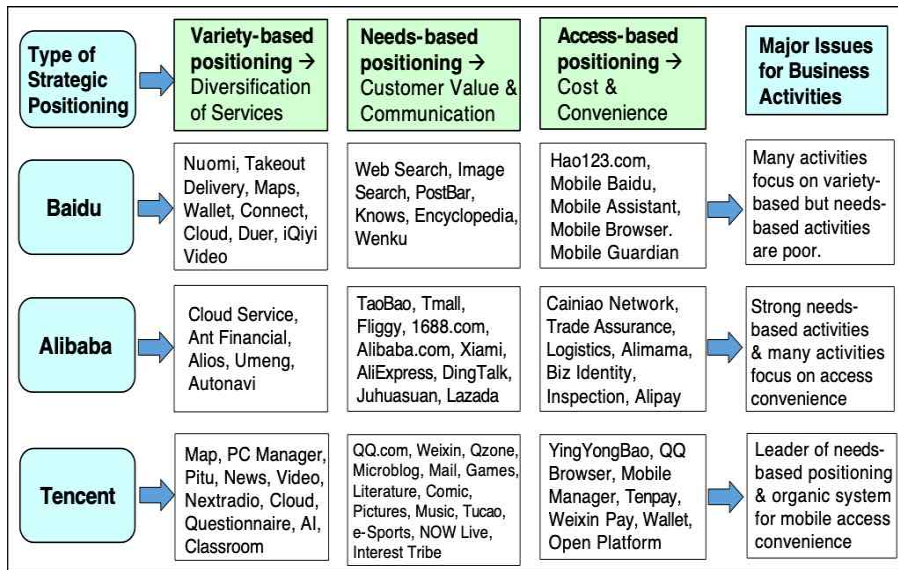 Type of
Strategic
Positioning
Variety-based
positioning →
Diversification
of Services
Needs-based
positioning →
Customer Value &
Communication
Access-based
positioning →
Cost &
Convenience
Major Issues
for Business
Activities
Baidu
Nuomi, Takeout
Delivery, Maps,
Wallet, Connect,
Cloud, Duer, iQiyi
Video
Web Search, Image
Search, PostBar,
Knows, Encyclopedia,
Wenku
Hao123.com,
Mobile Baidu,
Mobile Assistant,
Mobile Browser.
Mobile Guardian
Many activities
focus on variety-
based but needs-
based activities
are poor.
Alibaba
Cloud Service,
Ant Financial,
Alios, Umeng,
Autonavi
TaoBao, Tmall,
Fliggy, 1688.com,
Alibaba.com, Xiami,
AliExpress, DingTalk,
Juhuasuan, Lazada
Cainiao Network,
Trade Assurance,
Logistics, Alimama,
Biz Identity,
Inspection, Alipay
Strong needs-
based activities
& many activities
focus on access
convenience
Tencent
Map, PC Manager,
Pitu, News, Video,
Nextradio, Cloud,
Questionnaire, AI,
Classroom
QQ.com, Weixin, Qzone,
Microblog, Mail, Games,
Literature, Comic,
Pictures, Music, Tucao,
e-Sports, NOW Live,
Interest Tribe
YingYongBao, QQ
Browser, Mobile
Manager, Tenpay,
Weixin Pay, Wallet,
Open Platform
Leader of needs-
based positioning
& organic system
for mobile access
convenience